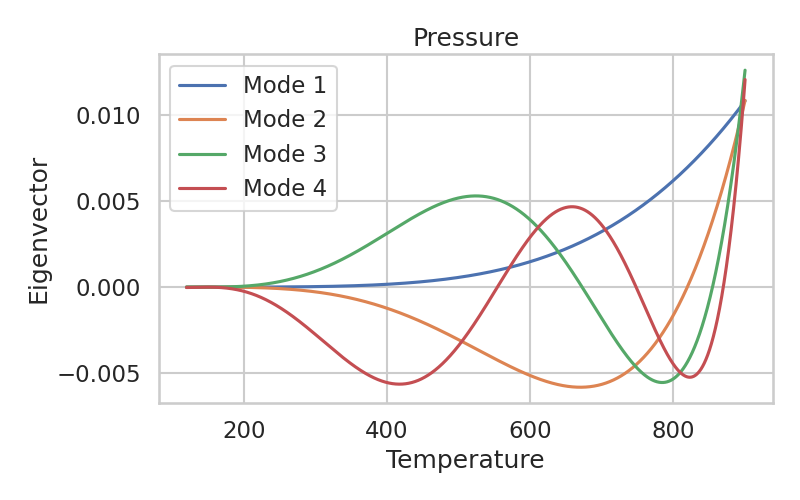 Pressure
Mode 1
Mode 2
Mode 3
Mode 4
Eigenvector
0.010
0.005
0.000
−0.005
200 400 600 800
Temperature